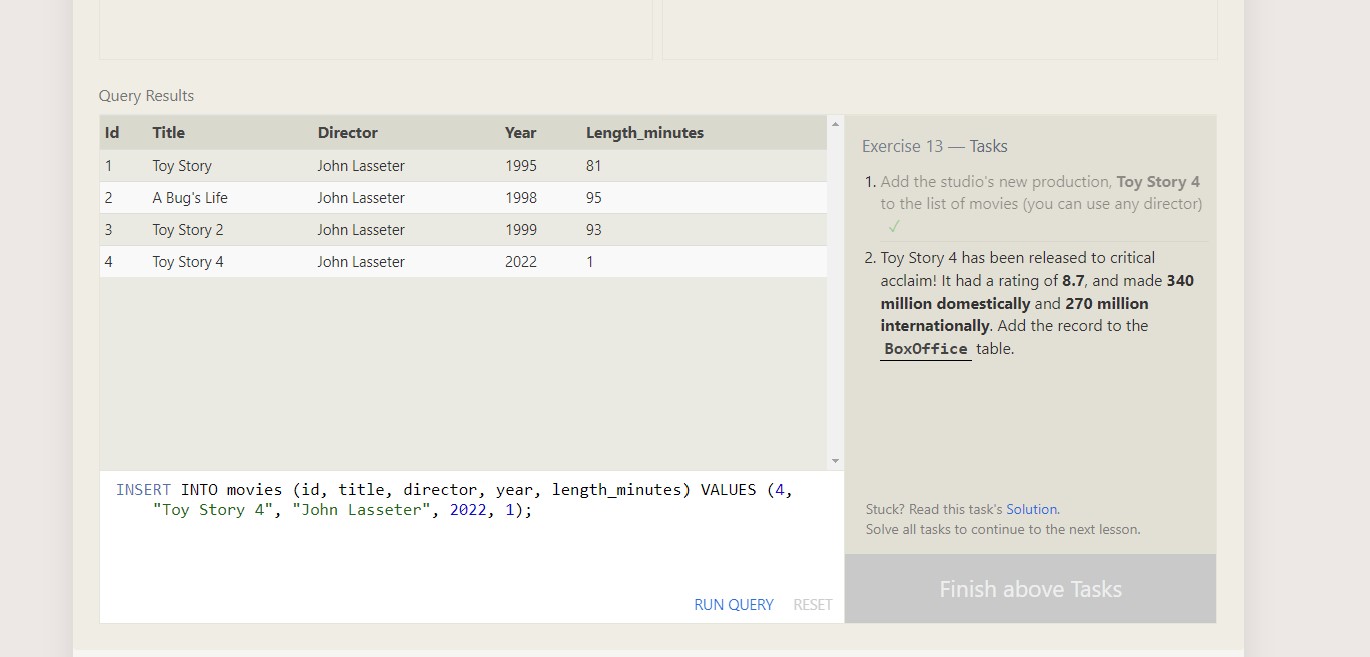 Query Results
Id Title Director Year Length_minutes
1 Toy Story John Lasseter 1995 81
2 A Bug's Life John Lasseter 1998 95
3 Toy Story 2 John Lasseter 1999 93
4 Toy Story 4 John Lasseter 2022 1
INSERT INTO movies (id, title, director, year, length_minutes) VALUES (4,
"Toy Story 4", "John Lasseter", 2022, 1);
RUN QUERY RESET
Exercise 13 — Tasks
1. Add the studio's new production, Toy Story 4
to the list of movies (you can use any director)
✓
2. Toy Story 4 has been released to critical
acclaim! It had a rating of 8.7, and made 340
million domestically and 270 million
internationally. Add the record to the
BoxOffice table.
Stuck? Read this task's Solution.
Solve all tasks to continue to the next lesson.
Finish above Tasks